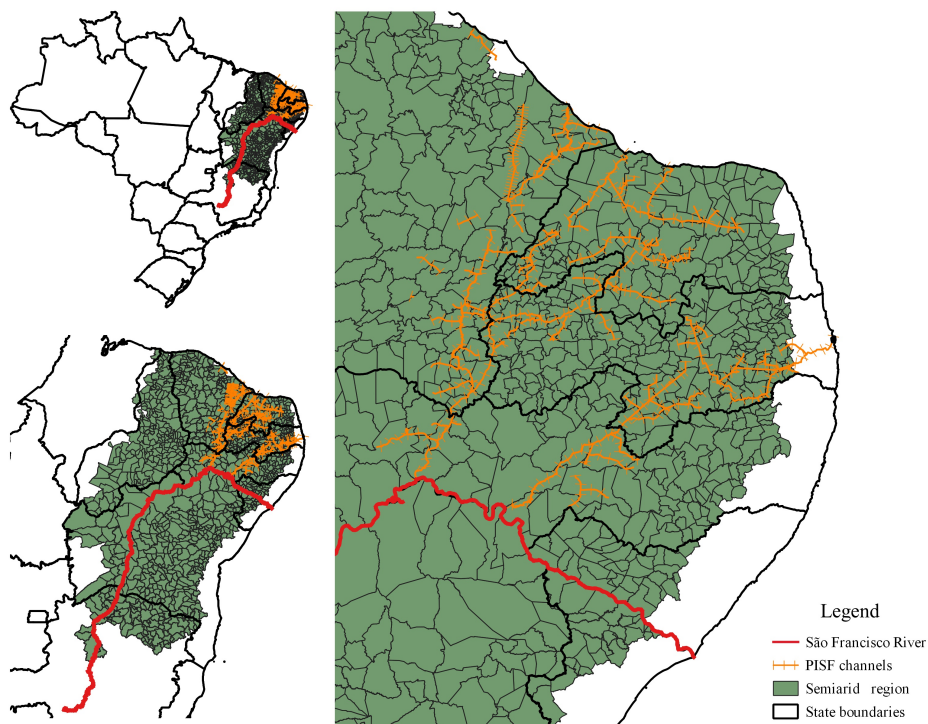 Legend
São Francisco River
PISF channels
Semiarid region
State boundaries